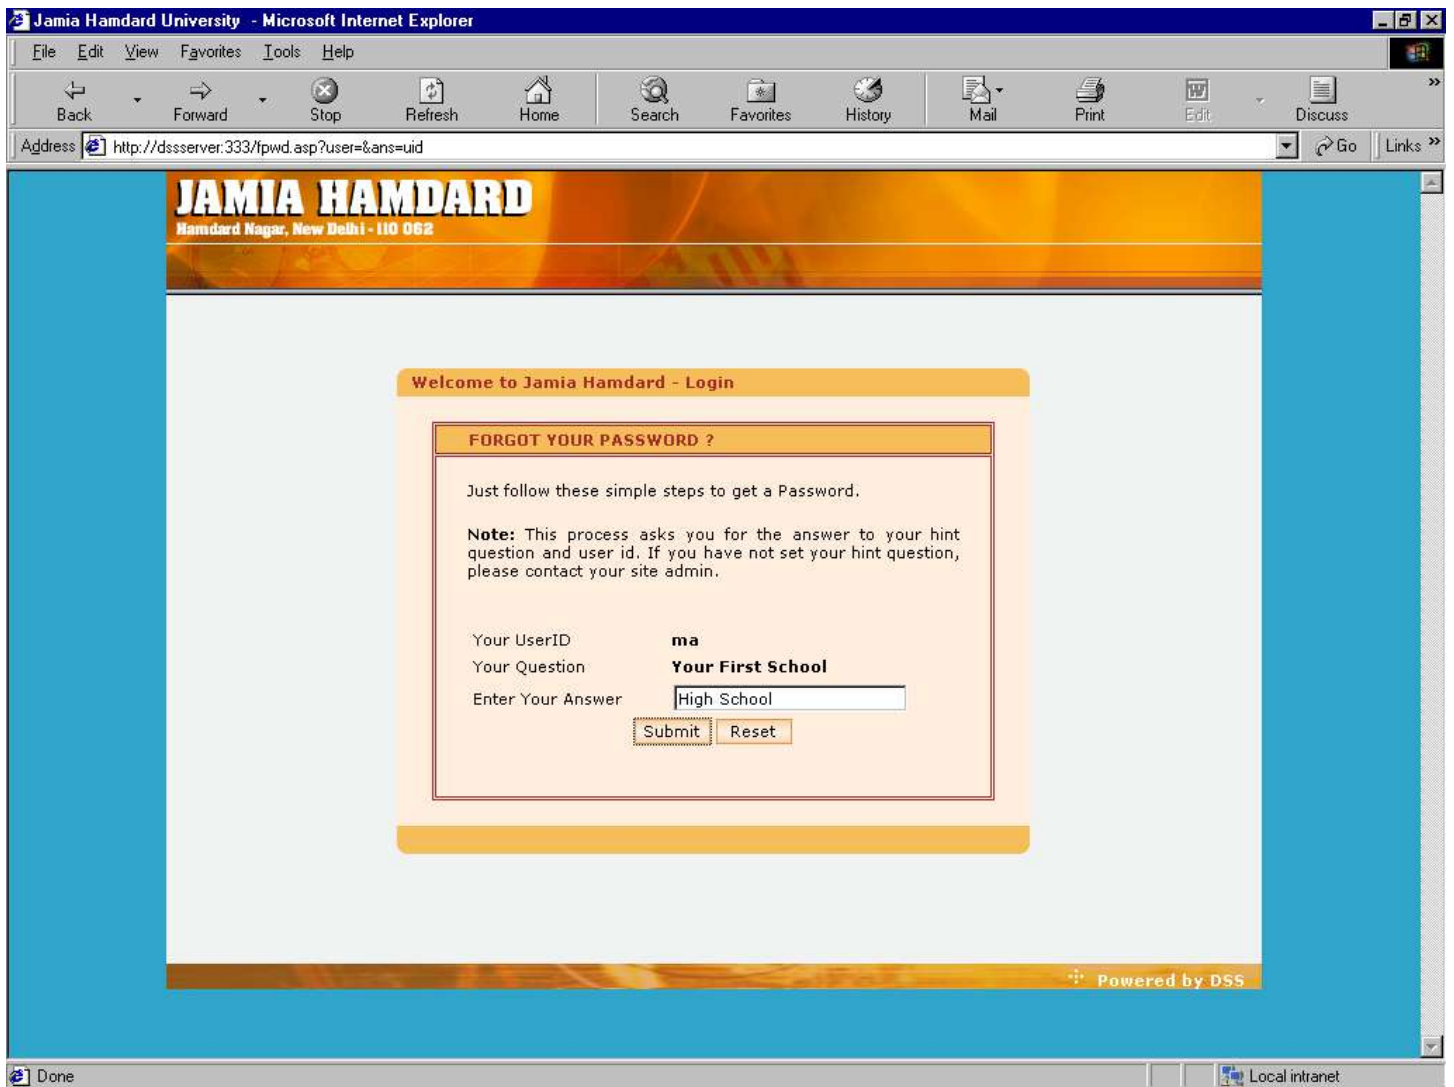 Jamia Hamdard University - Microsoft Internet Explorer
File Edit View Favorites Tools Help
Back Forward Stop Refresh Home Search Favorites History Mail Print Edit Discuss »
Address http://dssserver:333/fpwd.asp?user=&ans=uid Go Links »
JAMIA HAMDARD
Hamdard Nagar, New Delhi - 110 062
Welcome to Jamia Hamdard - Login
FORGOT YOUR PASSWORD ?
Just follow these simple steps to get a Password.
Note: This process asks you for the answer to your hint
question and user id. If you have not set your hint question,
please contact your site admin.
Your UserID ma
Your Question Your First School
Enter Your Answer High School
Submit Reset
Powered by DSS
Done Local intranet